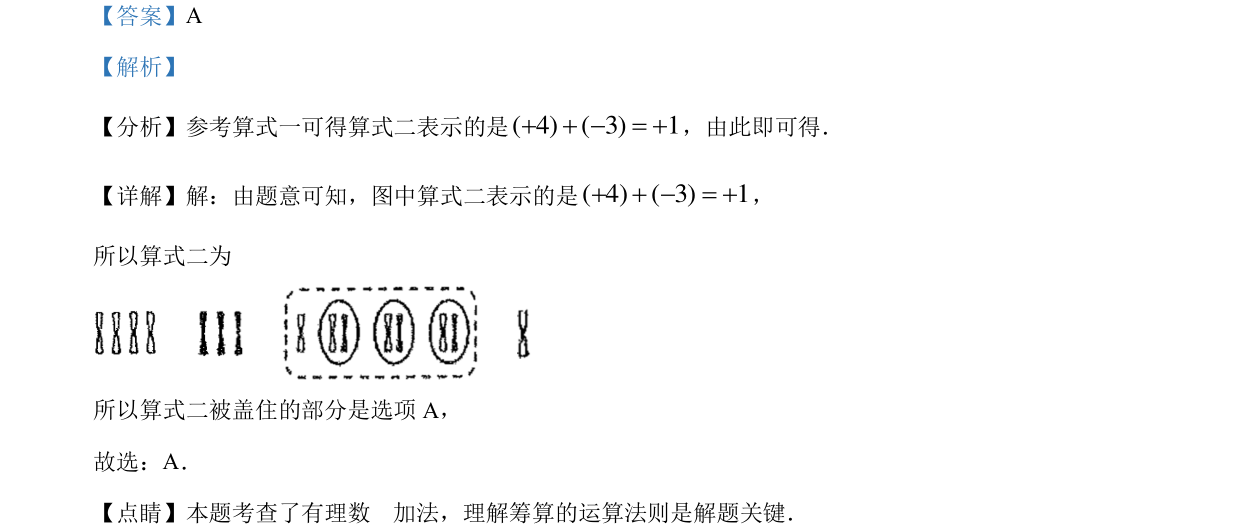 【答案】A
【解析】
【分析】参考算式一可得算式二表示的是(+4)+(−3)=+1，由此即可得．
【详解】解：由题意可知，图中算式二表示的是(+4)+(−3)=+1，
所以算式二为
所以算式二被盖住的部分是选项 A，
故选：A．
【点睛】本题考查了有理数 加法，理解筹算的运算法则是解题关键．